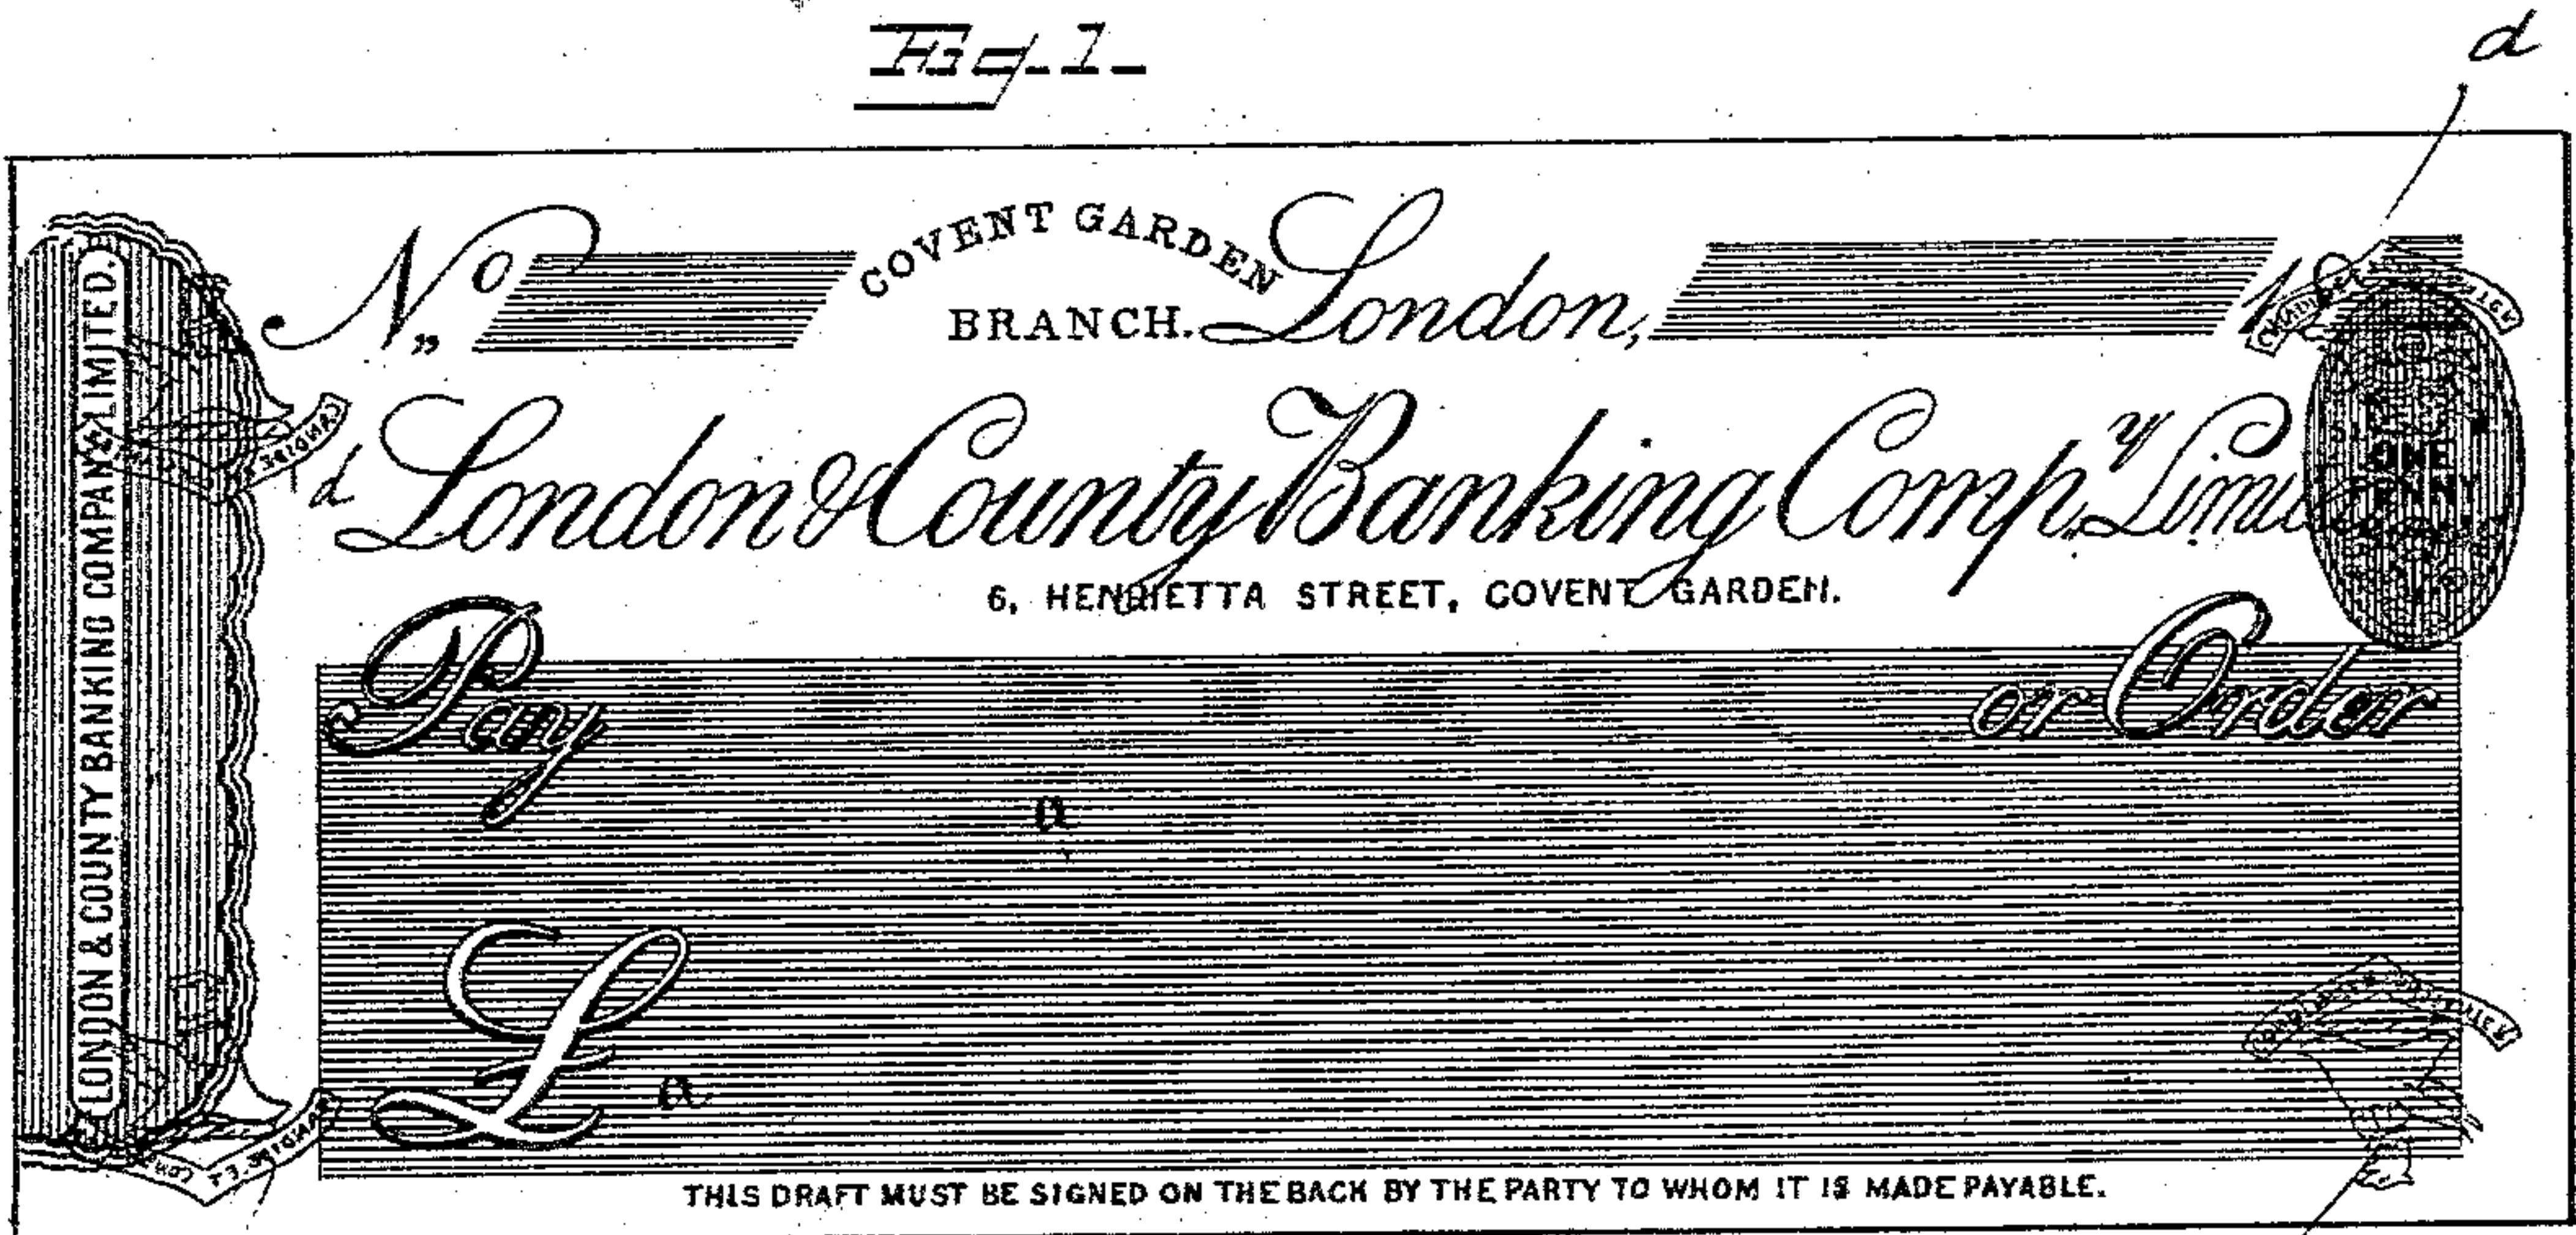 Fig. 1.
d
No,,
COVENT GARDEN
BRANCH.
London,
LONDON & COUNTY BANKING COMPANY LIMITED.
d
London & County Banking Compy.
ONE
PENNY
6, HENRIETTA STREET, COVENT GARDEN.
Pay
or Order
a
£
a
THIS DRAFT MUST BE SIGNED ON THE BACK BY THE PARTY TO WHOM IT IS MADE PAYABLE.